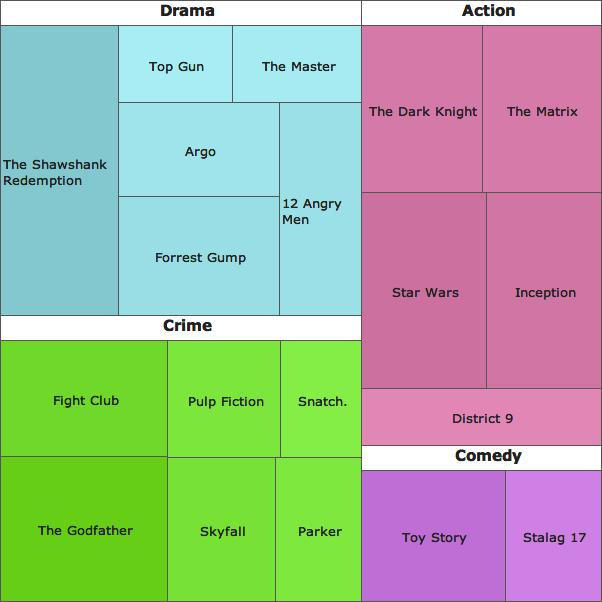 Drama
Action
Top Gun
The Master
The Dark Knight
The Matrix
Argo
The Shawshank
Redemption
12 Angry
Men
Forrest Gump
Star Wars
Inception
Crime
Fight Club
Pulp Fiction
Snatch.
District 9
Comedy
The Godfather
Skyfall
Parker
Toy Story
Stalag 17